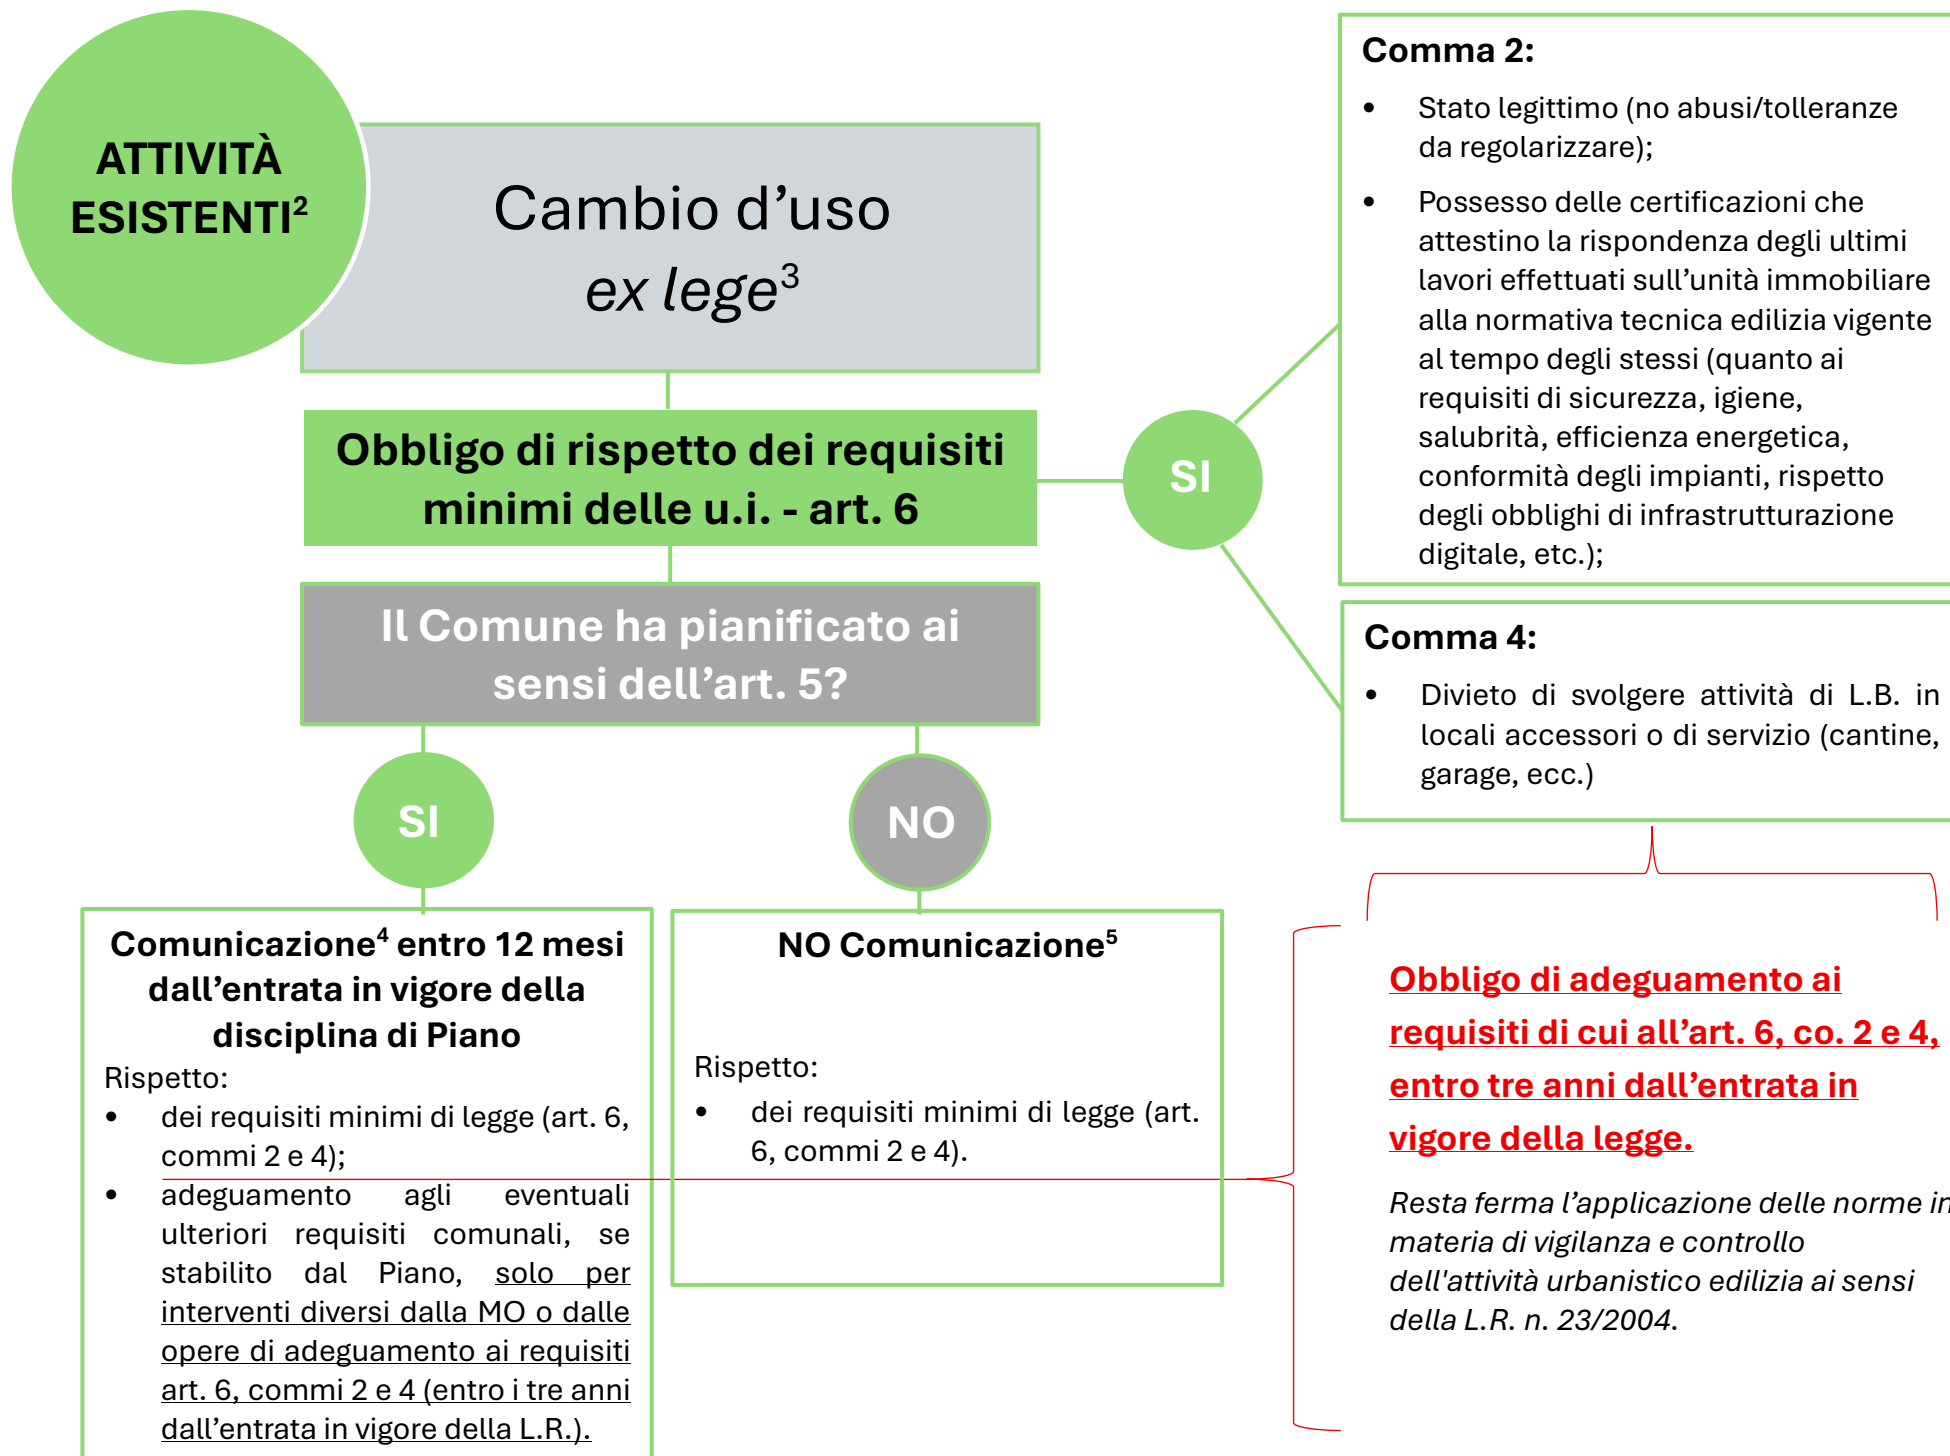 ATTIVITÀ
ESISTENTI²
Cambio d’uso
ex lege³
Obbligo di rispetto dei requisiti
minimi delle u.i. - art. 6
SI
Comma 2:
• Stato legittimo (no abusi/tolleranze
da regolarizzare);
• Possesso delle certificazioni che
attestino la rispondenza degli ultimi
lavori effettuati sull’unità immobiliare
alla normativa tecnica edilizia vigente
al tempo degli stessi (quanto ai
requisiti di sicurezza, igiene,
salubrità, efficienza energetica,
conformità degli impianti, rispetto
degli obblighi di infrastrutturazione
digitale, etc.);
Comma 4:
• Divieto di svolgere attività di L.B. in
locali accessori o di servizio (cantine,
garage, ecc.)
Il Comune ha pianificato ai
sensi dell’art. 5?
SI
NO
Comunicazione⁴ entro 12 mesi
dall’entrata in vigore della
disciplina di Piano
Rispetto:
• dei requisiti minimi di legge (art. 6,
commi 2 e 4);
• adeguamento agli eventuali
ulteriori requisiti comunali, se
stabilito dal Piano, solo per
interventi diversi dalla MO o dalle
opere di adeguamento ai requisiti
art. 6, commi 2 e 4 (entro i tre anni
dall’entrata in vigore della L.R.).
NO Comunicazione⁵
Rispetto:
• dei requisiti minimi di legge (art.
6, commi 2 e 4).
Obbligo di adeguamento ai
requisiti di cui all’art. 6, co. 2 e 4,
entro tre anni dall’entrata in
vigore della legge.
Resta ferma l’applicazione delle norme in
materia di vigilanza e controllo
dell'attività urbanistico edilizia ai sensi
della L.R. n. 23/2004.